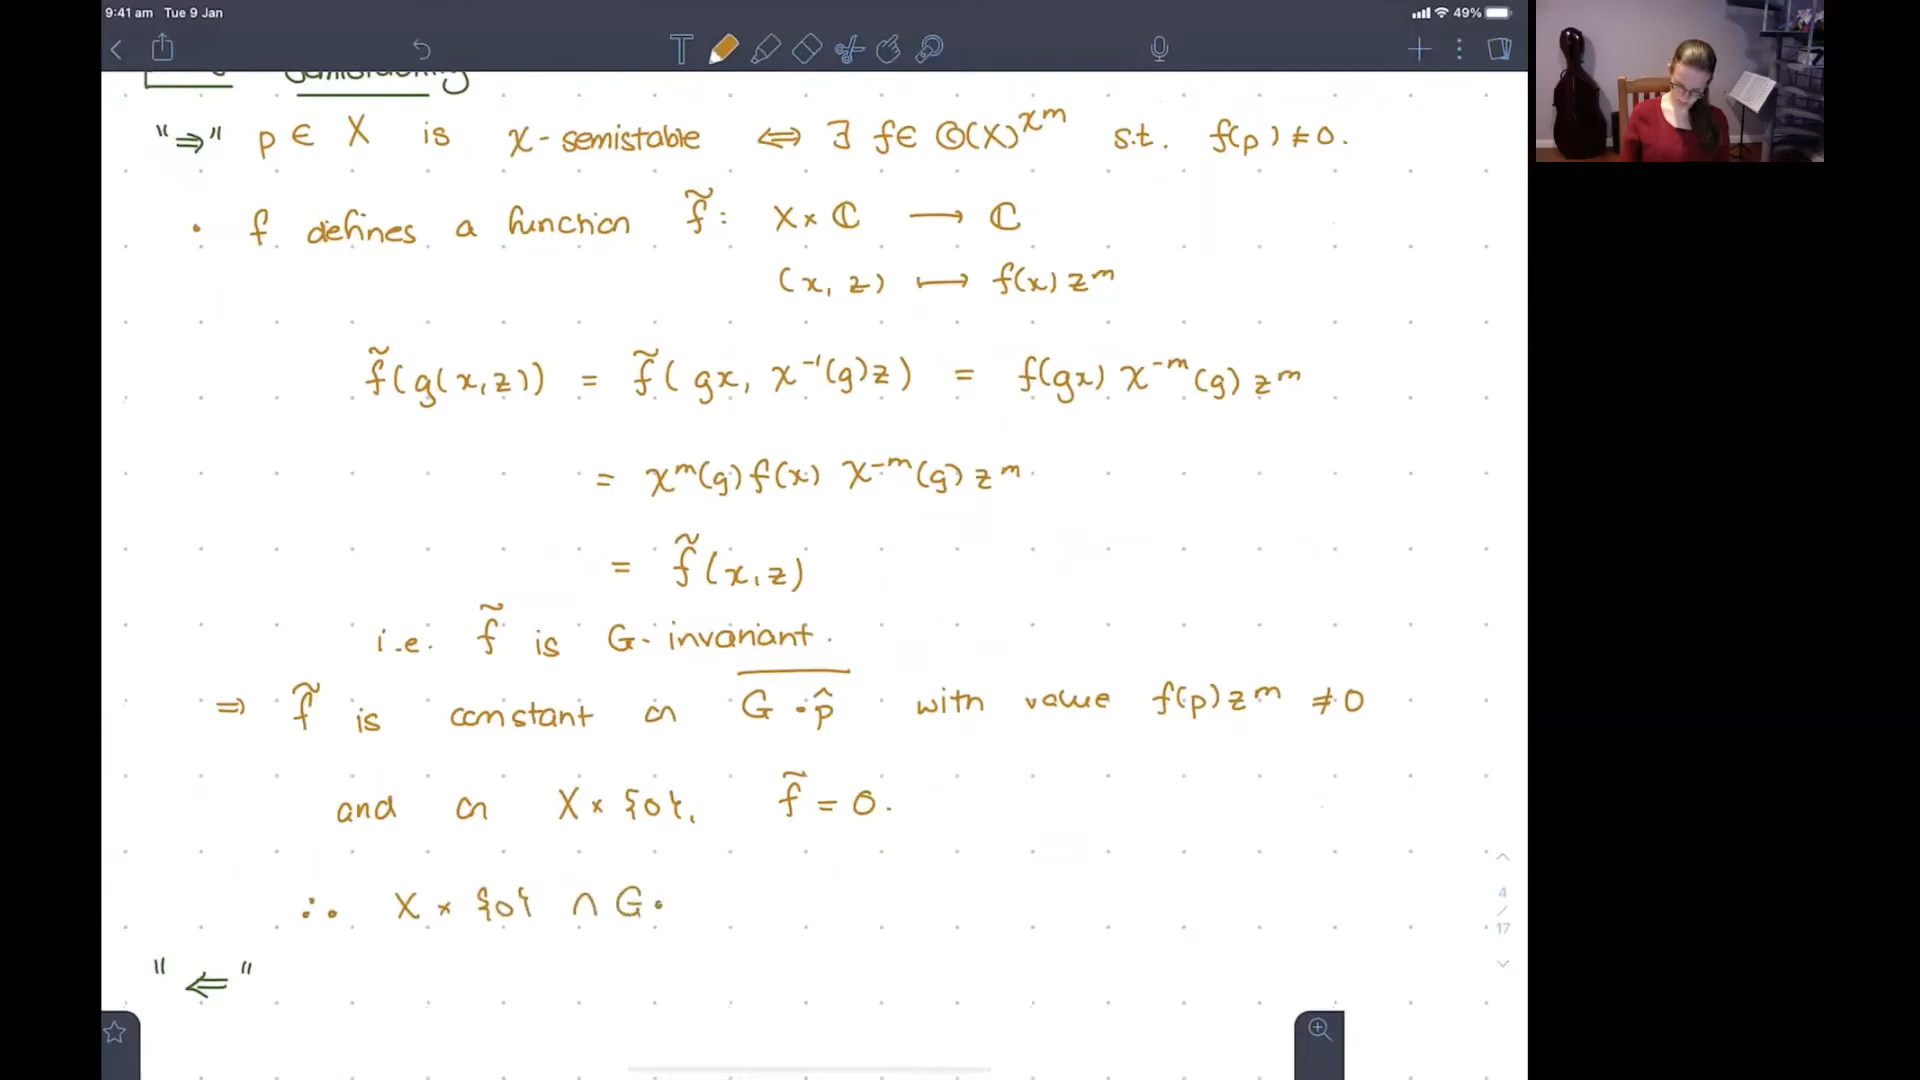 9:41 am Tue 9 Jan 49%
"⇒" p ∈ X is χ-semistable ⟺ ∃ f ∈ O(X)^{χ^m} s.t. f(p) ≠ 0.
• f defines a function f̃ : X × ℂ ⟶ ℂ
(x, z) ⟼ f(x) z^m
f̃(g(x,z)) = f̃(gx, χ^{-1}(g)z) = f(gx) χ^{-m}(g) z^m
= χ^m(g) f(x) χ^{-m}(g) z^m
= f̃(x,z)
i.e. f̃ is G-invariant.
⇒ f̃ is constant on \overline{G·p̂} with value f(p) z^m ≠ 0
and on X × {0}, f̃ = 0.
∴ X × {0} ∩ G·
4
/
17
"⇐"